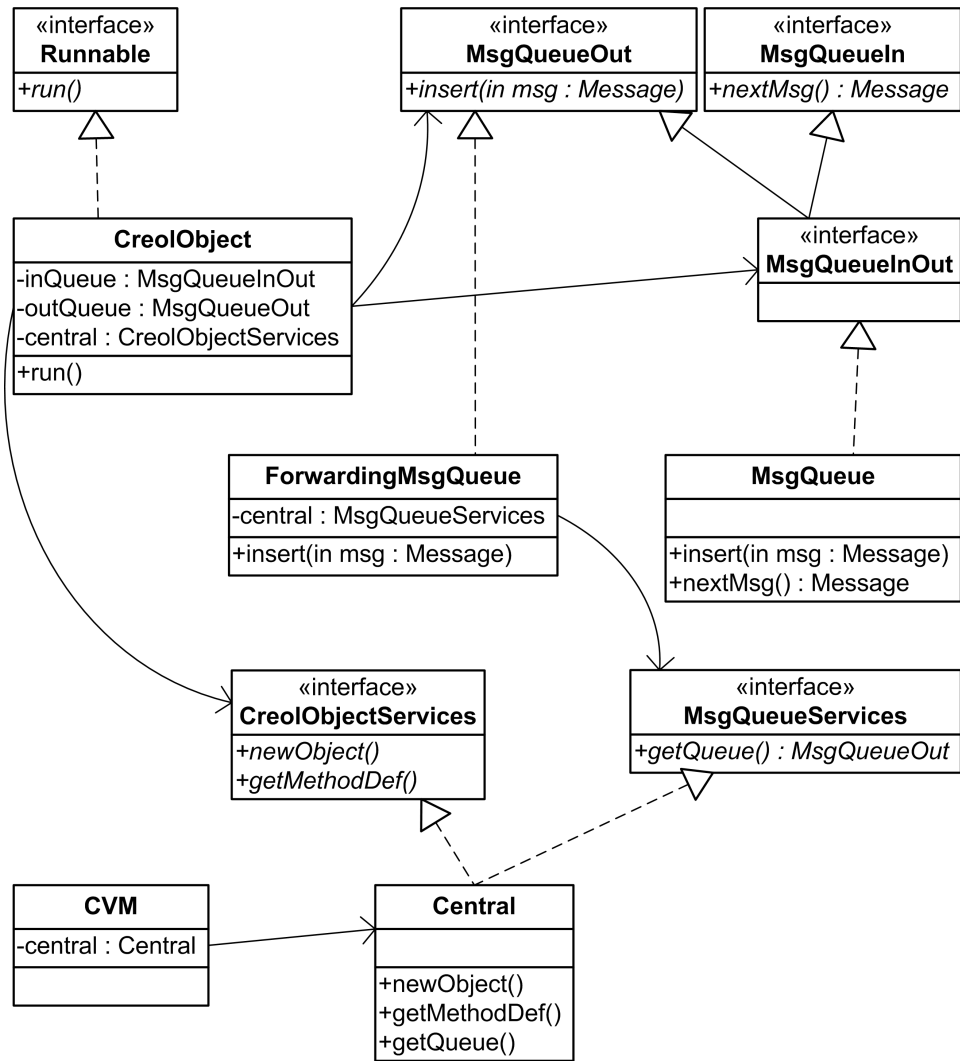 «interface»
Runnable
+run()
«interface»
MsgQueueOut
+insert(in msg : Message)
«interface»
MsgQueueIn
+nextMsg() : Message
CreolObject
-inQueue : MsgQueueInOut
-outQueue : MsgQueueOut
-central : CreolObjectServices
+run()
«interface»
MsgQueueInOut
ForwardingMsgQueue
-central : MsgQueueServices
+insert(in msg : Message)
MsgQueue
+insert(in msg : Message)
+nextMsg() : Message
«interface»
CreolObjectServices
+newObject()
+getMethodDef()
«interface»
MsgQueueServices
+getQueue() : MsgQueueOut
CVM
-central : Central
Central
+newObject()
+getMethodDef()
+getQueue()